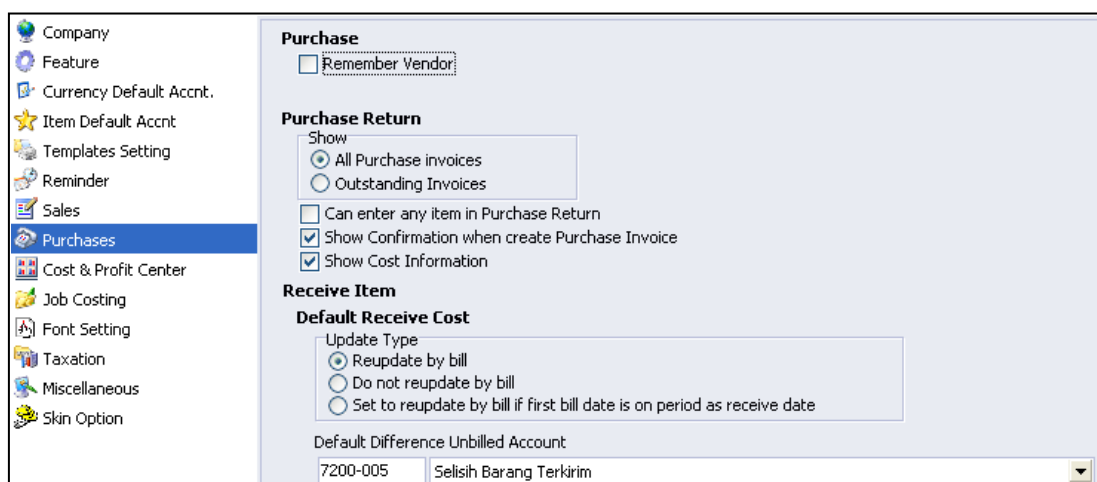 Company
Feature
Currency Default Accnt.
Item Default Accnt
Templates Setting
Reminder
Sales
Purchases
Cost & Profit Center
Job Costing
Font Setting
Taxation
Miscellaneous
Skin Option
Purchase
Remember Vendor
Purchase Return
Show
All Purchase invoices
Outstanding Invoices
Can enter any item in Purchase Return
Show Confirmation when create Purchase Invoice
Show Cost Information
Receive Item
Default Receive Cost
Update Type
Reupdate by bill
Do not reupdate by bill
Set to reupdate by bill if first bill date is on period as receive date
Default Difference Unbilled Account
7200-005 Selisih Barang Terkirim